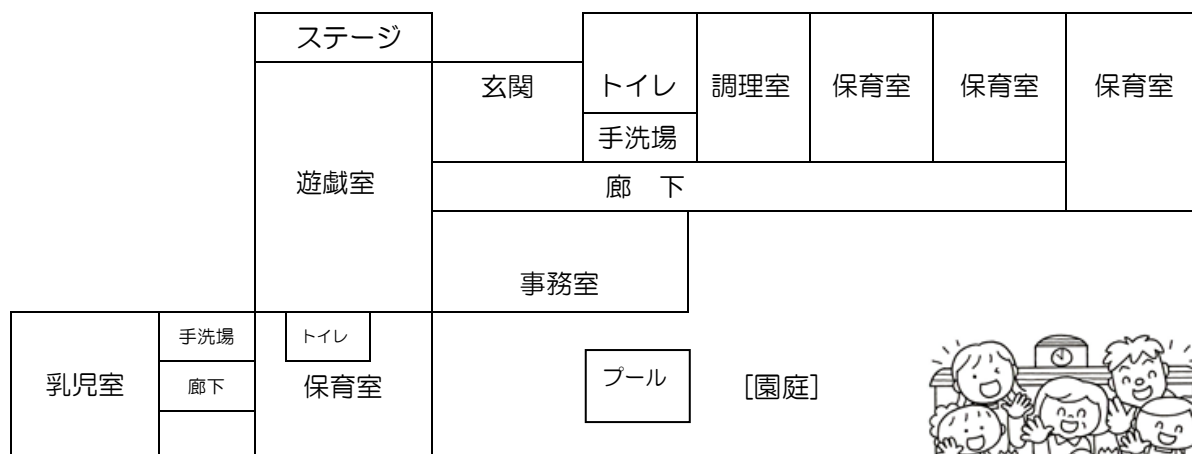 ステージ
玄関
トイレ
調理室
保育室
保育室
保育室
手洗場
遊戯室
廊　下
事務室
手洗場
トイレ
乳児室
廊下
保育室
プール
[園庭]